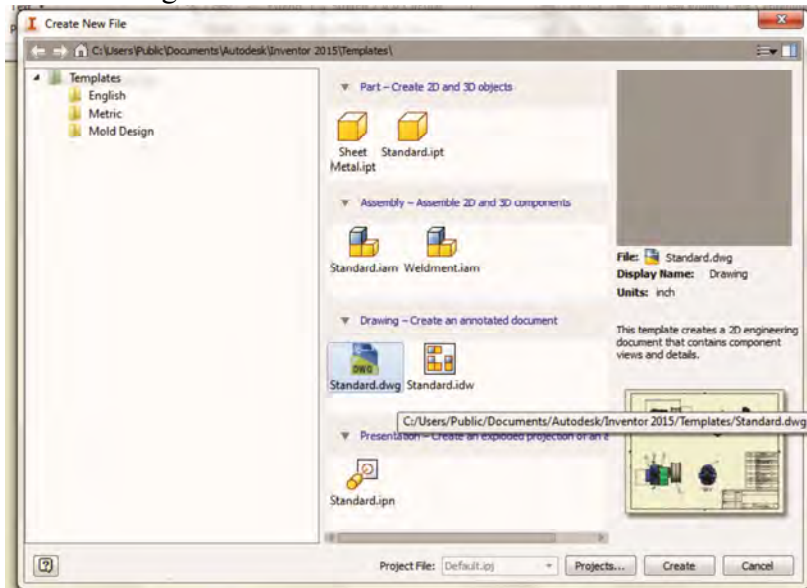 Create New File
C:\Users\Public\Documents\Autodesk\Inventor 2015\Templates\
Templates
English
Metric
Mold Design
Part – Create 2D and 3D objects
Sheet Metal.ipt
Standard.ipt
Assembly – Assemble 2D and 3D components
Standard.iam Weldment.iam
Drawing – Create an annotated document
DWG
Standard.dwg Standard.idw
C:/Users/Public/Documents/Autodesk/Inventor 2015/Templates/Standard.dwg
Presentation – Create an exploded projection of an a
Standard.ipn
File: Standard.dwg
Display Name: Drawing
Units: inch
This template creates a 2D engineering
document that contains component
views and details.
Project File: Default.ipj Projects... Create Cancel